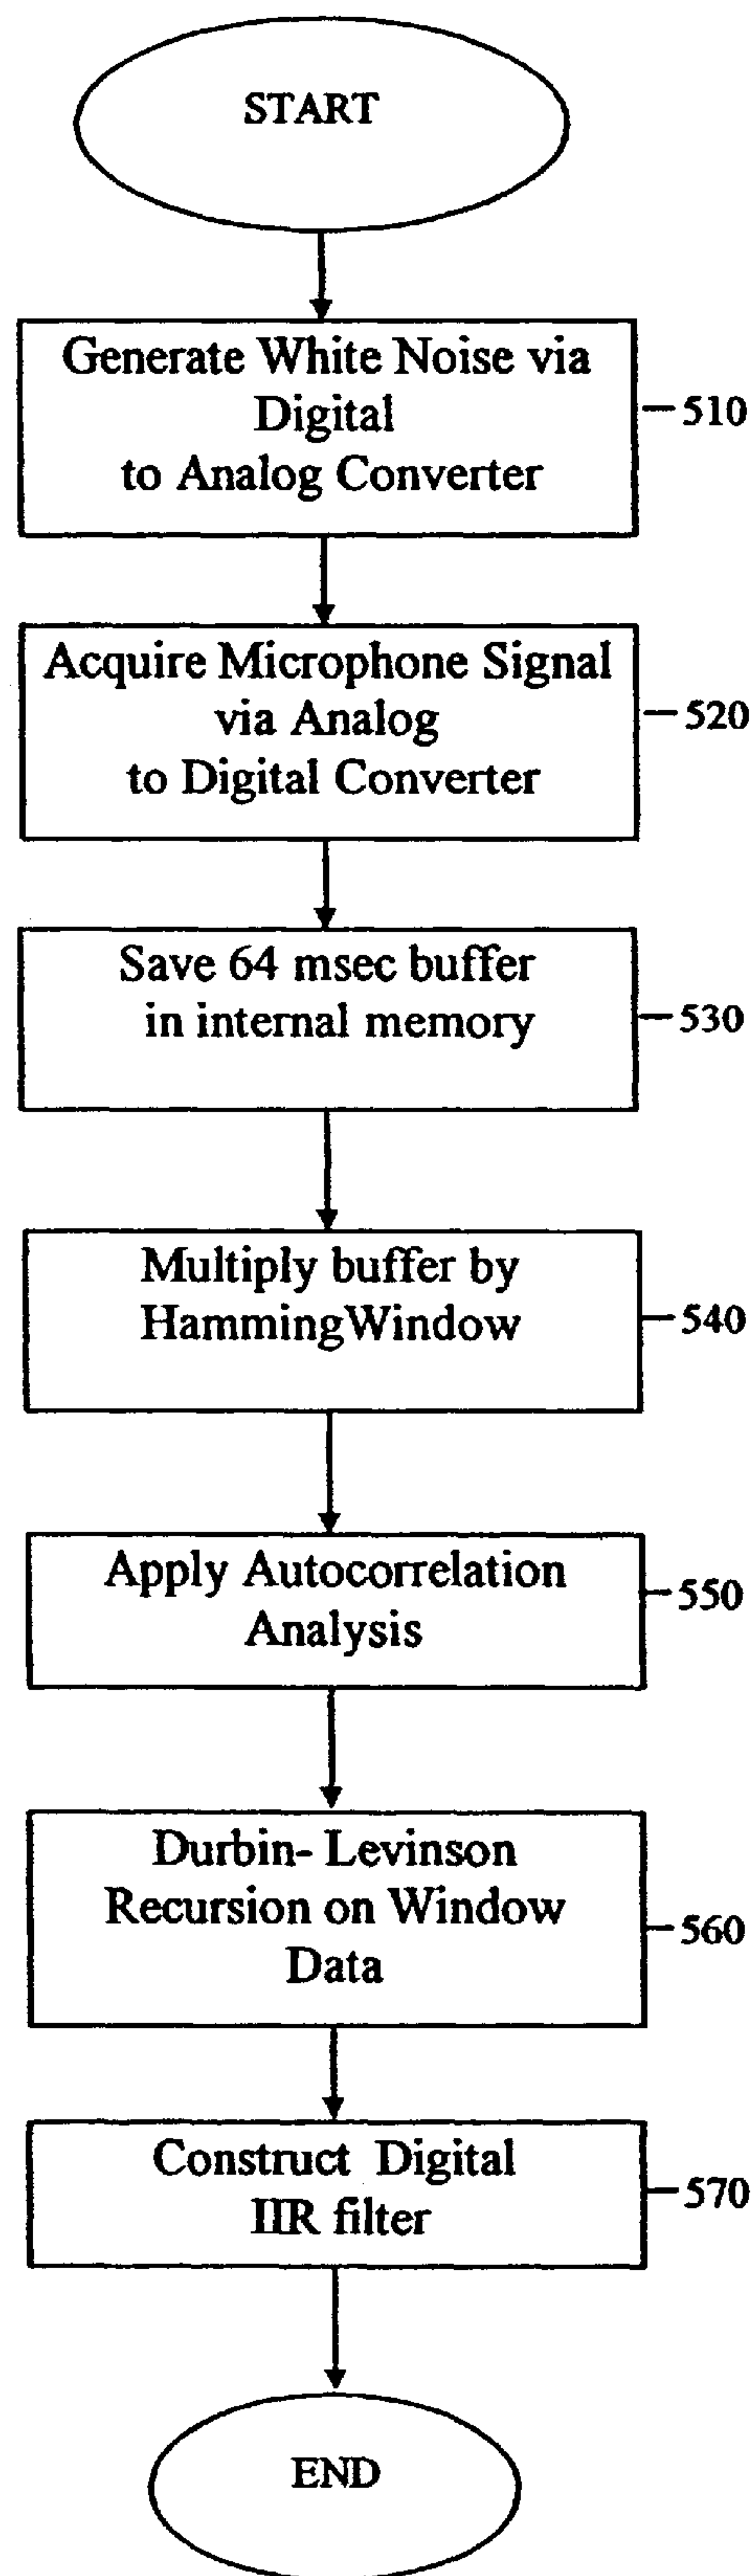 START
Generate White Noise via
Digital
to Analog Converter
510
Acquire Microphone Signal
via Analog
to Digital Converter
520
Save 64 msec buffer
in internal memory
530
Multiply buffer by
HammingWindow
540
Apply Autocorrelation
Analysis
550
Durbin- Levinson
Recursion on Window
Data
560
Construct Digital
IIR filter
570
END